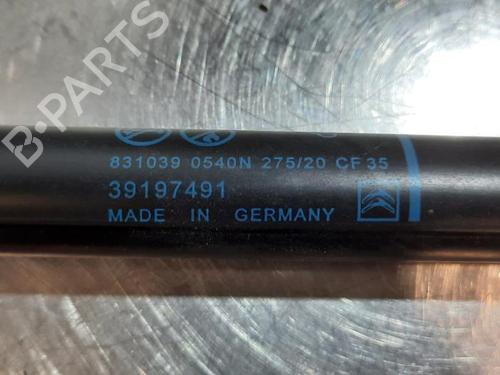 B-PARTS
831039 0540N 275/20 CF35
39197491
MADE IN GERMANY